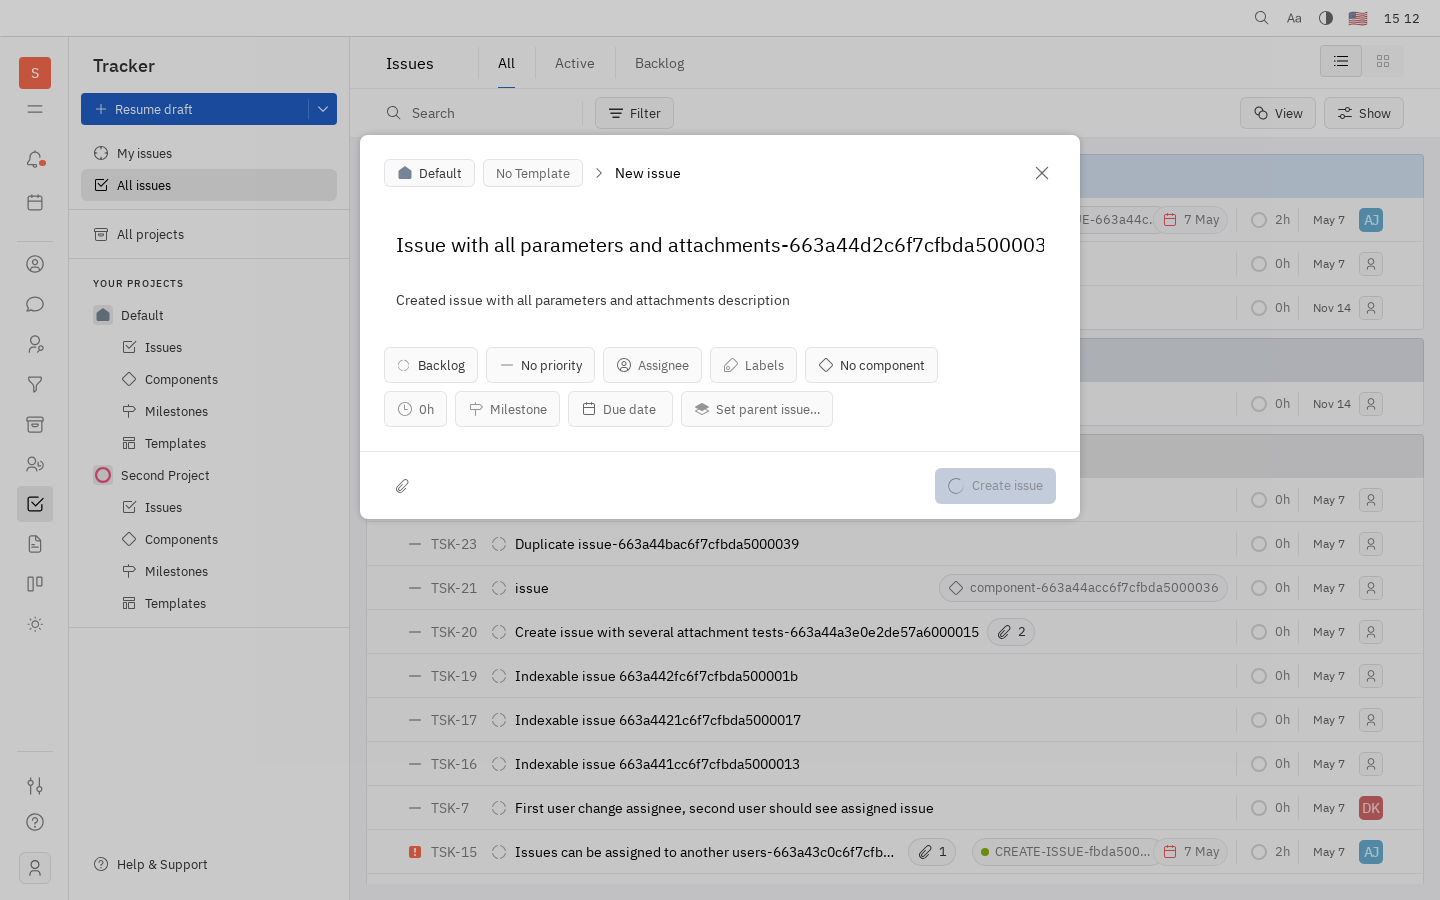 Aa
15 12
S
Tracker
Resume draft
My issues
All issues
All projects
YOUR PROJECTS
Default
Issues
Components
Milestones
Templates
Second Project
Issues
Components
Milestones
Templates
Help & Support
Issues
All
Active
Backlog
Search
Filter
View
Show
Default
No Template
New issue
Issue with all parameters and attachments-663a44d2c6f7cfbda500003
Created issue with all parameters and attachments description
Backlog
No priority
Assignee
Labels
No component
0h
Milestone
Due date
Set parent issue...
Create issue
UE-663a44c... 7 May 2h May 7 AJ
0h May 7
0h Nov 14
0h Nov 14
0h May 7
TSK-23 Duplicate issue-663a44bac6f7cfbda5000039 0h May 7
TSK-21 issue component-663a44acc6f7cfbda5000036 0h May 7
TSK-20 Create issue with several attachment tests-663a44a3e0e2de57a6000015 2 0h May 7
TSK-19 Indexable issue 663a442fc6f7cfbda500001b 0h May 7
TSK-17 Indexable issue 663a4421c6f7cfbda5000017 0h May 7
TSK-16 Indexable issue 663a441cc6f7cfbda5000013 0h May 7
TSK-7 First user change assignee, second user should see assigned issue 0h May 7 DK
TSK-15 Issues can be assigned to another users-663a43c0c6f7cfb... 1 CREATE-ISSUE-fbda500... 7 May 2h May 7 AJ